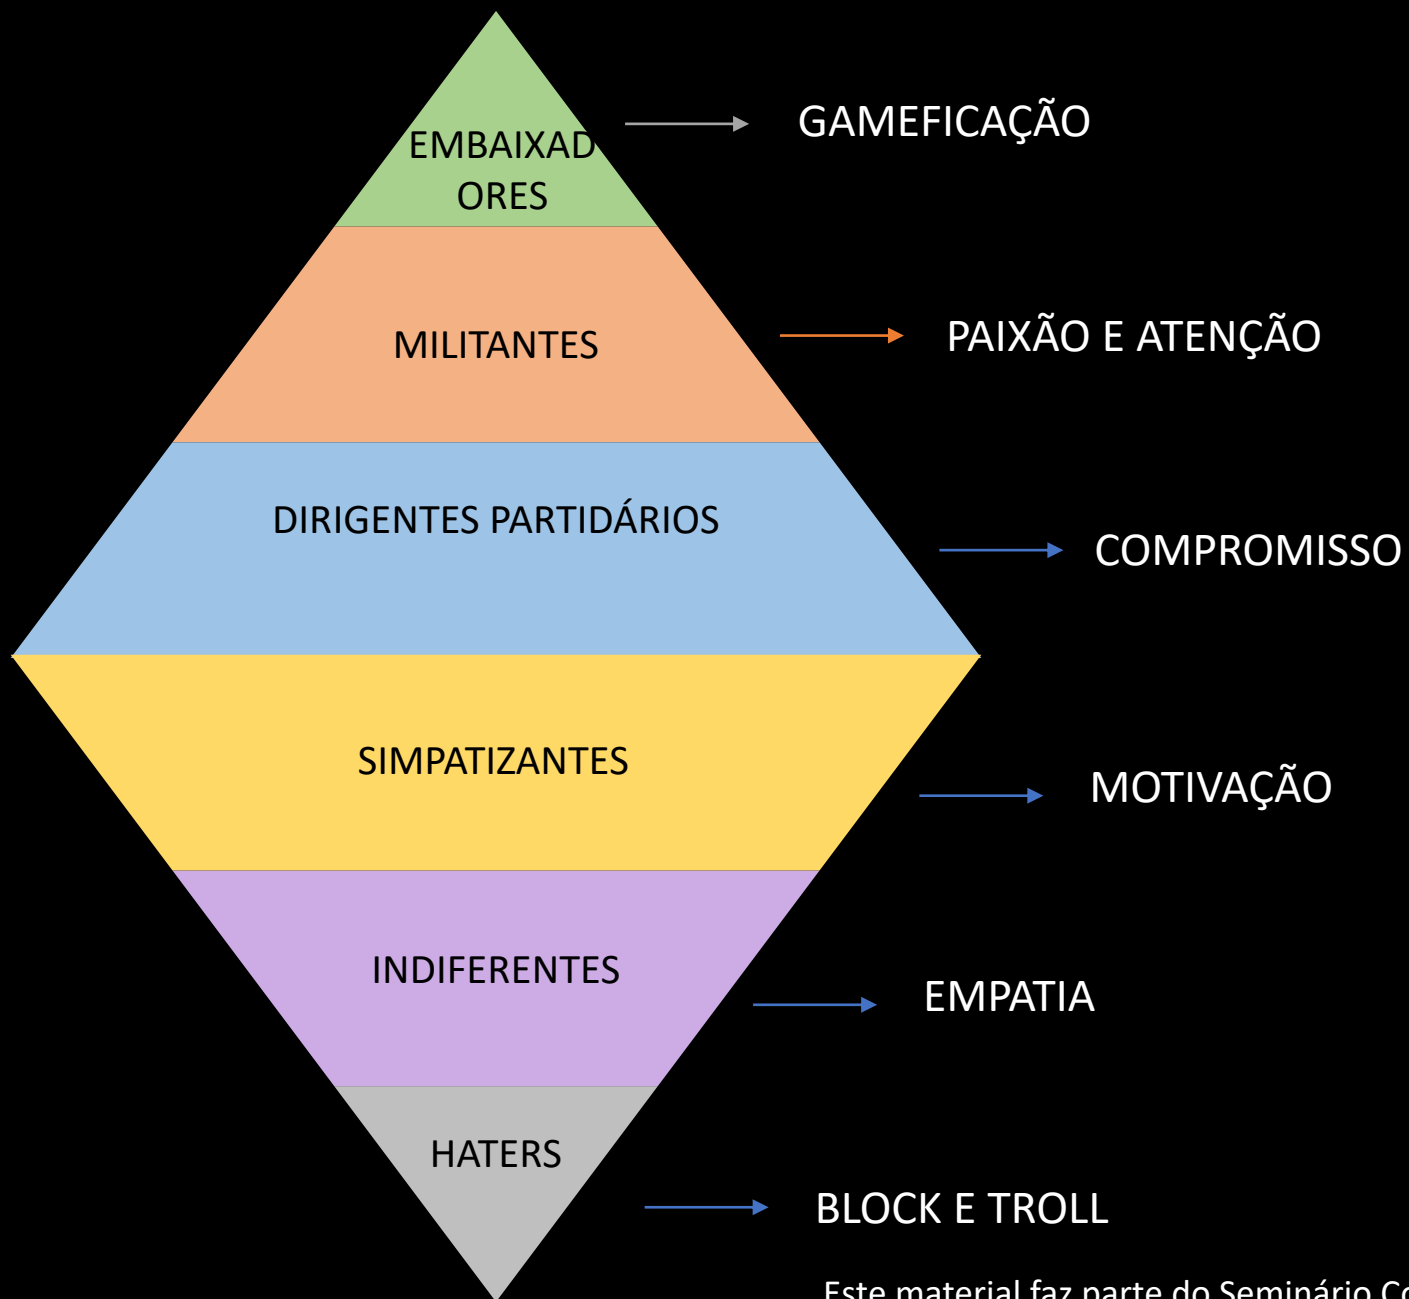 EMBAIXAD
ORES
GAMEFICAÇÃO
MILITANTES
PAIXÃO E ATENÇÃO
DIRIGENTES PARTIDÁRIOS
COMPROMISSO
SIMPATIZANTES
MOTIVAÇÃO
INDIFERENTES
EMPATIA
HATERS
BLOCK E TROLL
Este material faz parte do Seminário